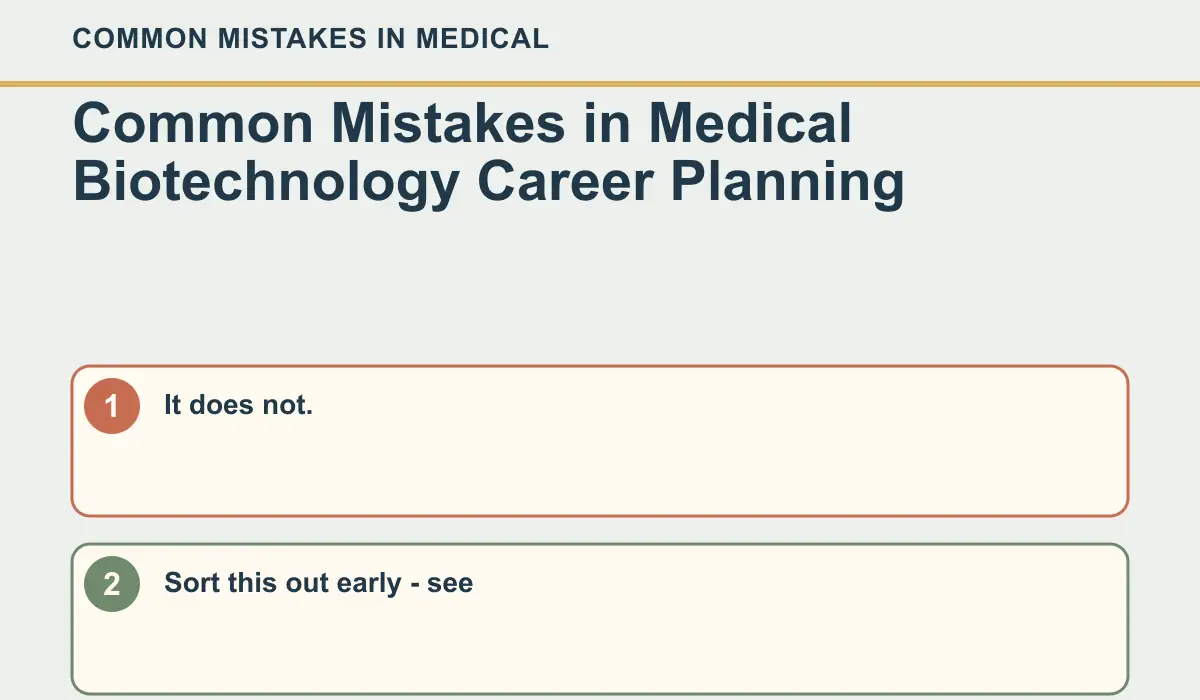 COMMON MISTAKES IN MEDICAL
Common Mistakes in Medical
Biotechnology Career Planning
1
It does not.
2
Sort this out early - see